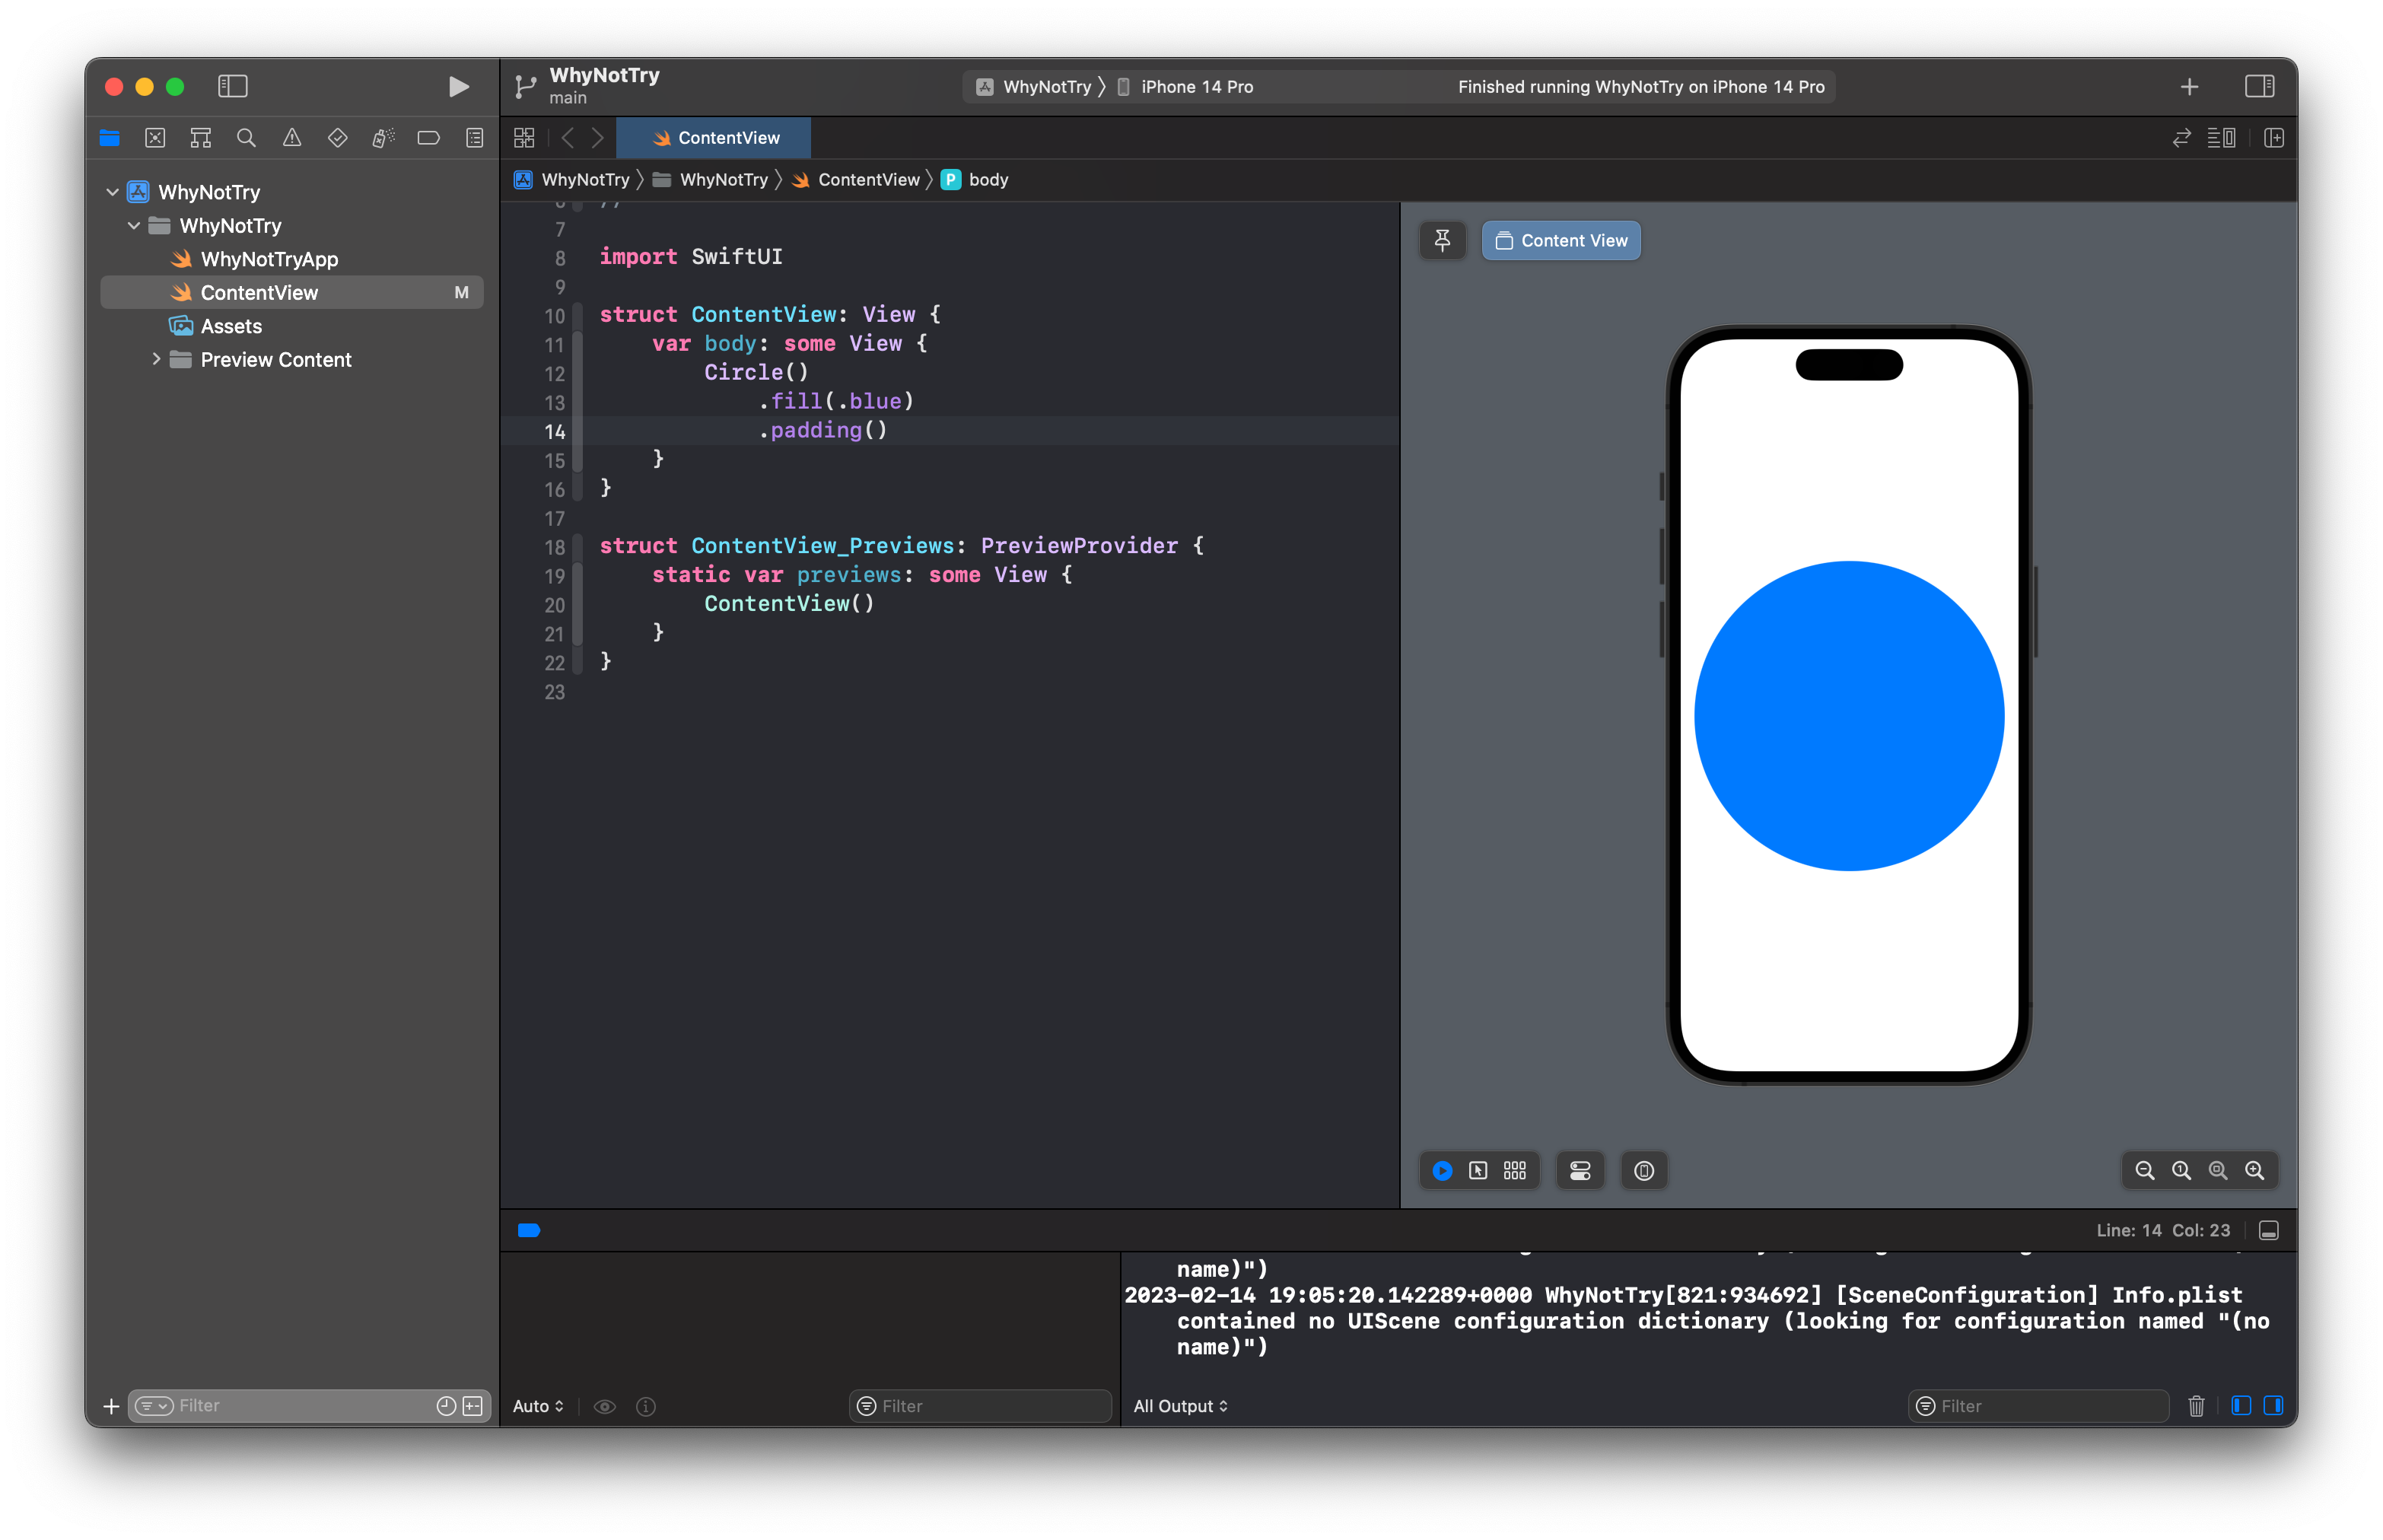 WhyNotTry
main
WhyNotTry
iPhone 14 Pro
Finished running WhyNotTry on iPhone 14 Pro
ContentView
WhyNotTry
WhyNotTry
ContentView
P
body
WhyNotTry
WhyNotTry
WhyNotTryApp
ContentView M
Assets
Preview Content
6 //
7
8 import SwiftUI
9
10 struct ContentView: View {
11 var body: some View {
12 Circle()
13 .fill(.blue)
14 .padding()
15 }
16 }
17
18 struct ContentView_Previews: PreviewProvider {
19 static var previews: some View {
20 ContentView()
21 }
22 }
23
Content View
Line: 14 Col: 23
name)")
2023-02-14 19:05:20.142289+0000 WhyNotTry[821:934692] [SceneConfiguration] Info.plist
contained no UIScene configuration dictionary (looking for configuration named "(no
name)")
Filter
Auto
Filter
All Output
Filter